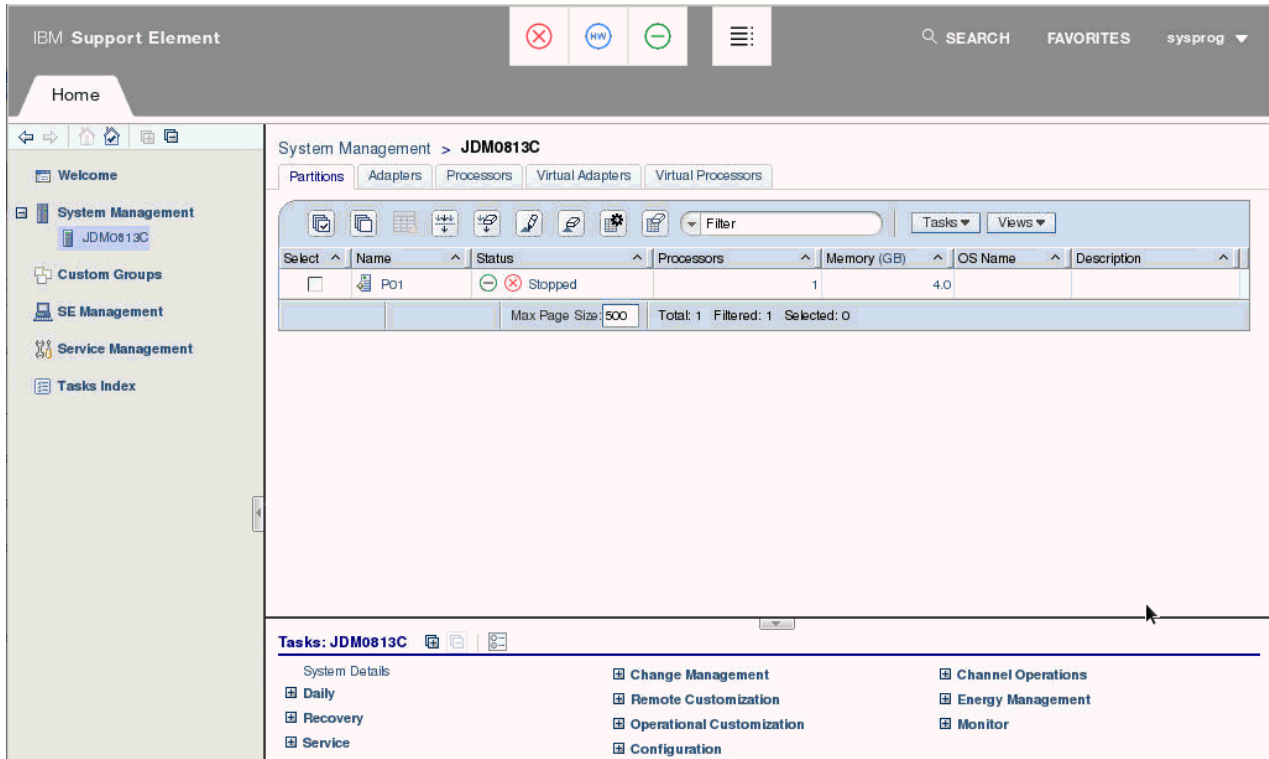 IBM Support Element
HW
SEARCH FAVORITES sysprog
Home
System Management > JDM0813C
Partitions Adapters Processors Virtual Adapters Virtual Processors
Welcome
System Management
JDM0813C
Custom Groups
SE Management
Service Management
Tasks Index
Filter Tasks Views
Select Name Status Processors Memory (GB) OS Name Description
P01 Stopped 1 4.0
Max Page Size: 500 Total: 1 Filtered: 1 Selected: 0
Tasks: JDM0813C
System Details
Daily
Recovery
Service
Change Management
Remote Customization
Operational Customization
Configuration
Channel Operations
Energy Management
Monitor